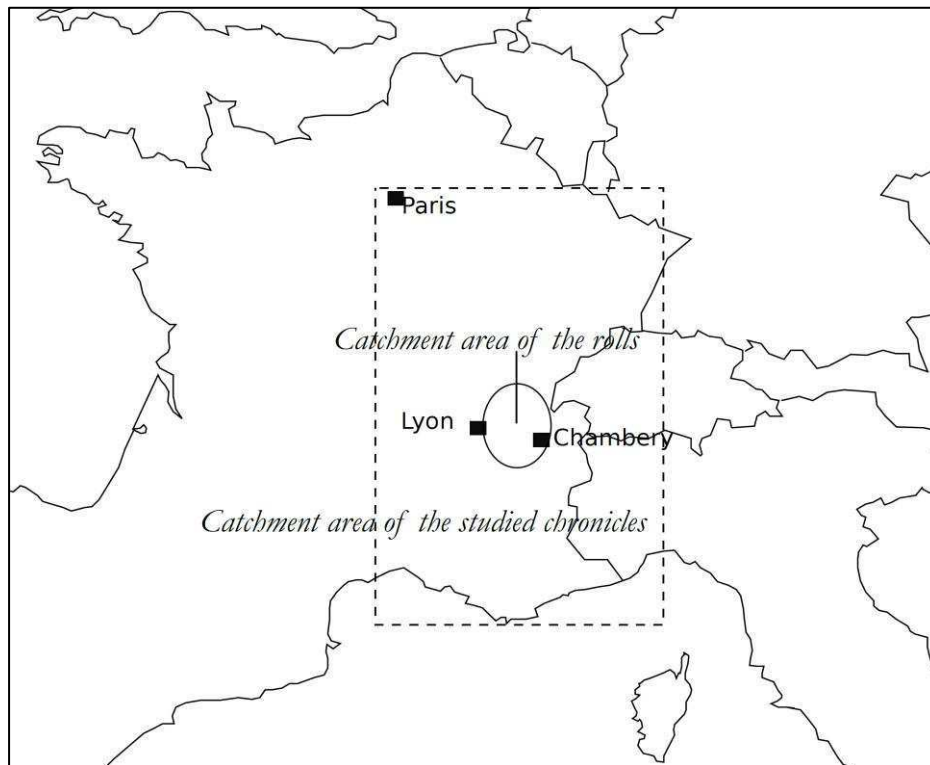 Paris
Catchment area of the rolls
Lyon
Chambery
Catchment area of the studied chronicles